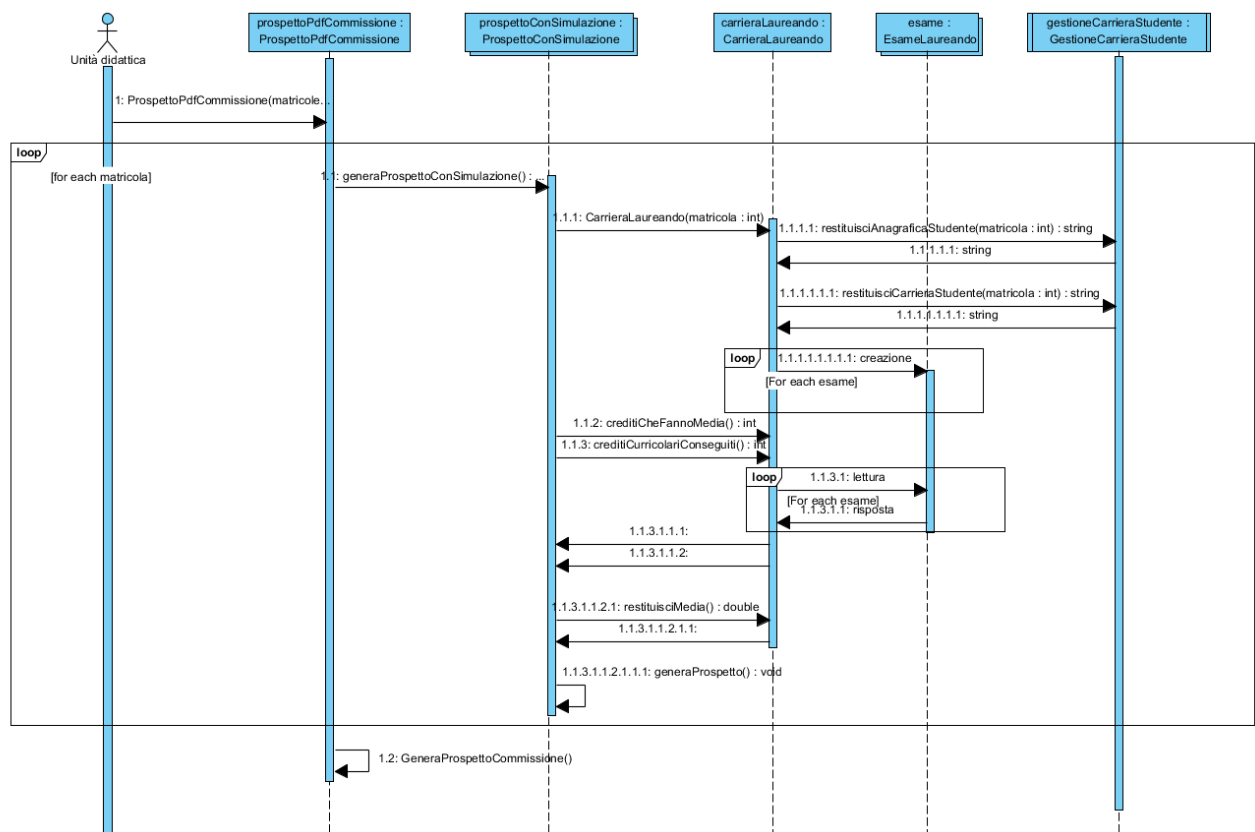 prospettoPdfCommissione :
ProspettoPdfCommissione
prospettoConSimulazione :
ProspettoConSimulazione
carrieraLaureando :
CarrieraLaureando
esame :
EsameLaureando
gestioneCarrieraStudente :
GestioneCarrieraStudente
Unità didattica
1: ProspettoPdfCommissione(matricole...
loop
[for each matricola]
1.1: generaProspettoConSimulazione() : ...
1.1.1: CarrieraLaureando(matricola : int)
1.1.1.1: restituisciAnagraficaStudente(matricola : int) : string
1.1.1.1.1: string
1.1.1.1.1.1: restituisciCarrieraStudente(matricola : int) : string
1.1.1.1.1.1.1: string
loop
1.1.1.1.1.1.1.1: creazione
[For each esame]
1.1.2: creditiCheFannoMedia() : int
1.1.3: creditiCurricolariConseguiti() : int
loop
1.1.3.1: lettura
[For each esame]
1.1.3.1.1: risposta
1.1.3.1.1.1:
1.1.3.1.1.2:
1.1.3.1.1.2.1: restituisciMedia() : double
1.1.3.1.1.2.1.1:
1.1.3.1.1.2.1.1.1: generaProspetto() : void
1.2: GeneraProspettoCommissione()